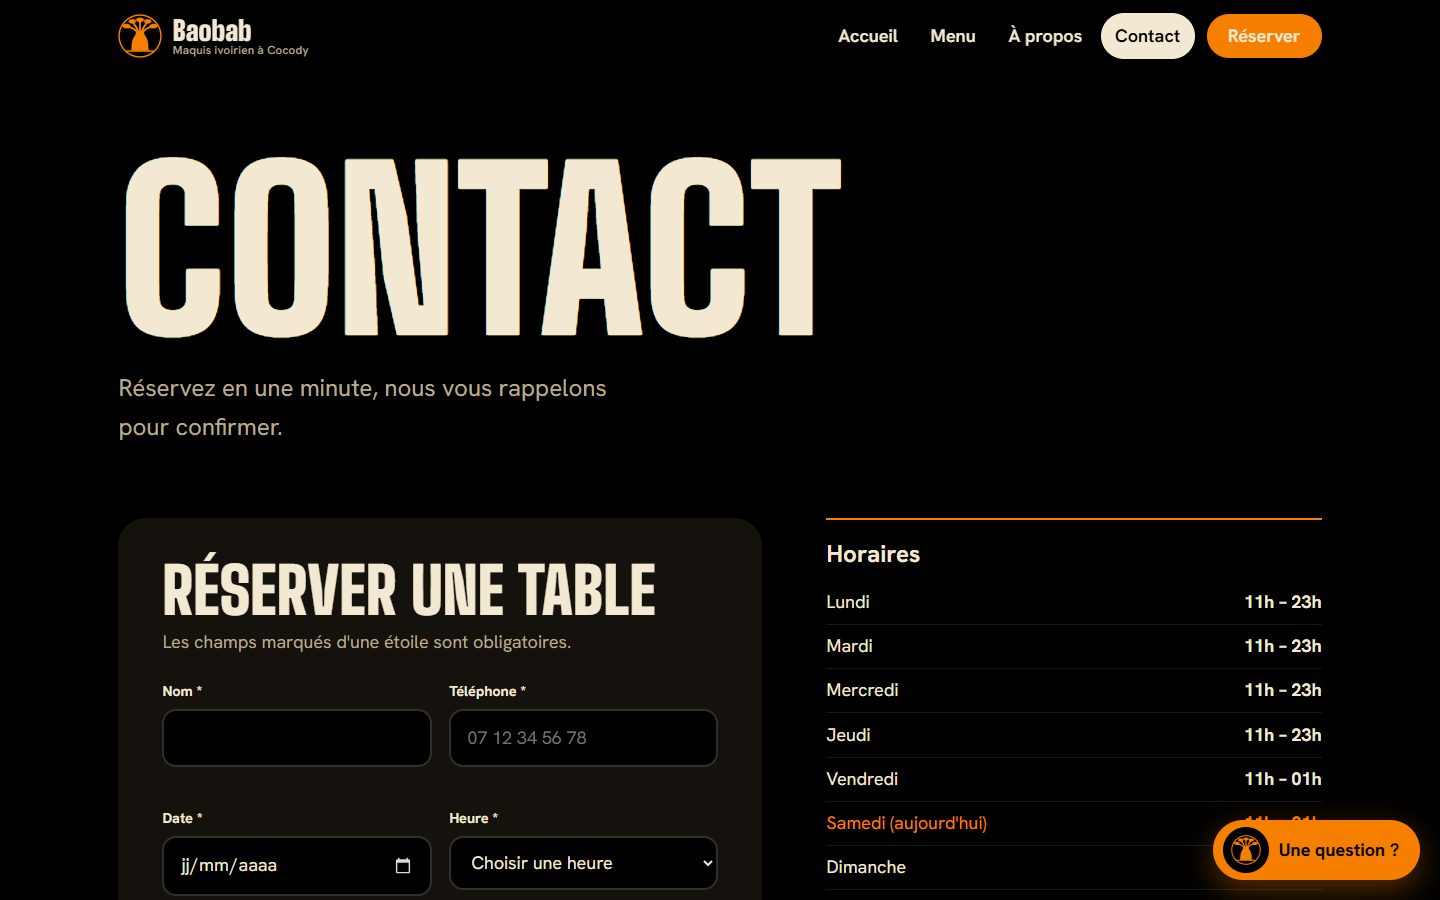 Baobab
Maquis ivoirien à Cocody
Accueil
Menu
À propos
Contact
Réserver
CONTACT
Réservez en une minute, nous vous rappelons
pour confirmer.
RÉSERVER UNE TABLE
Les champs marqués d'une étoile sont obligatoires.
Nom *
Téléphone *
07 12 34 56 78
Date *
Heure *
jj/mm/aaaa
Choisir une heure
Horaires
Lundi 11h – 23h
Mardi 11h – 23h
Mercredi 11h – 23h
Jeudi 11h – 23h
Vendredi 11h – 01h
Samedi (aujourd'hui)
Dimanche
Une question ?